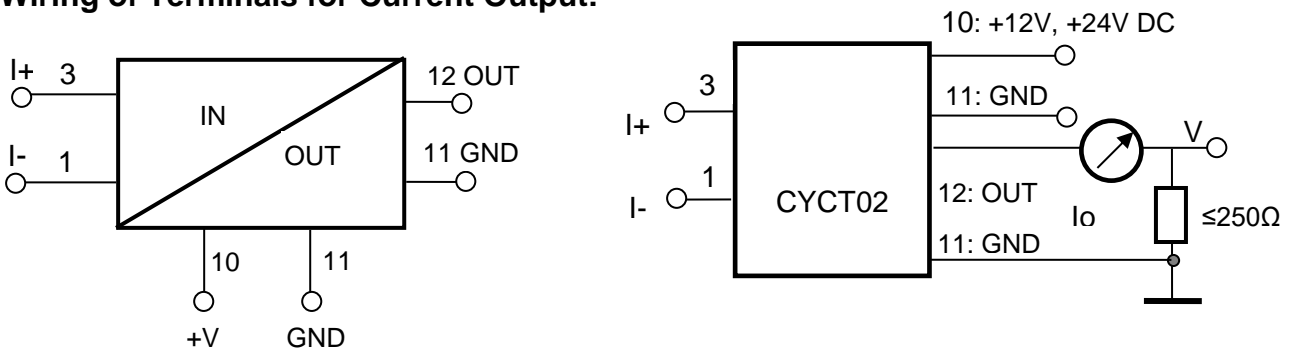 Wiring of Terminals for Current Output:
I+ 3
IN
12 OUT
I- 1
OUT
11 GND
10
11
+V
GND
10: +12V, +24V DC
3
11: GND
I+
V
1
I-
CYCT02
12: OUT
Io
≤250Ω
11: GND